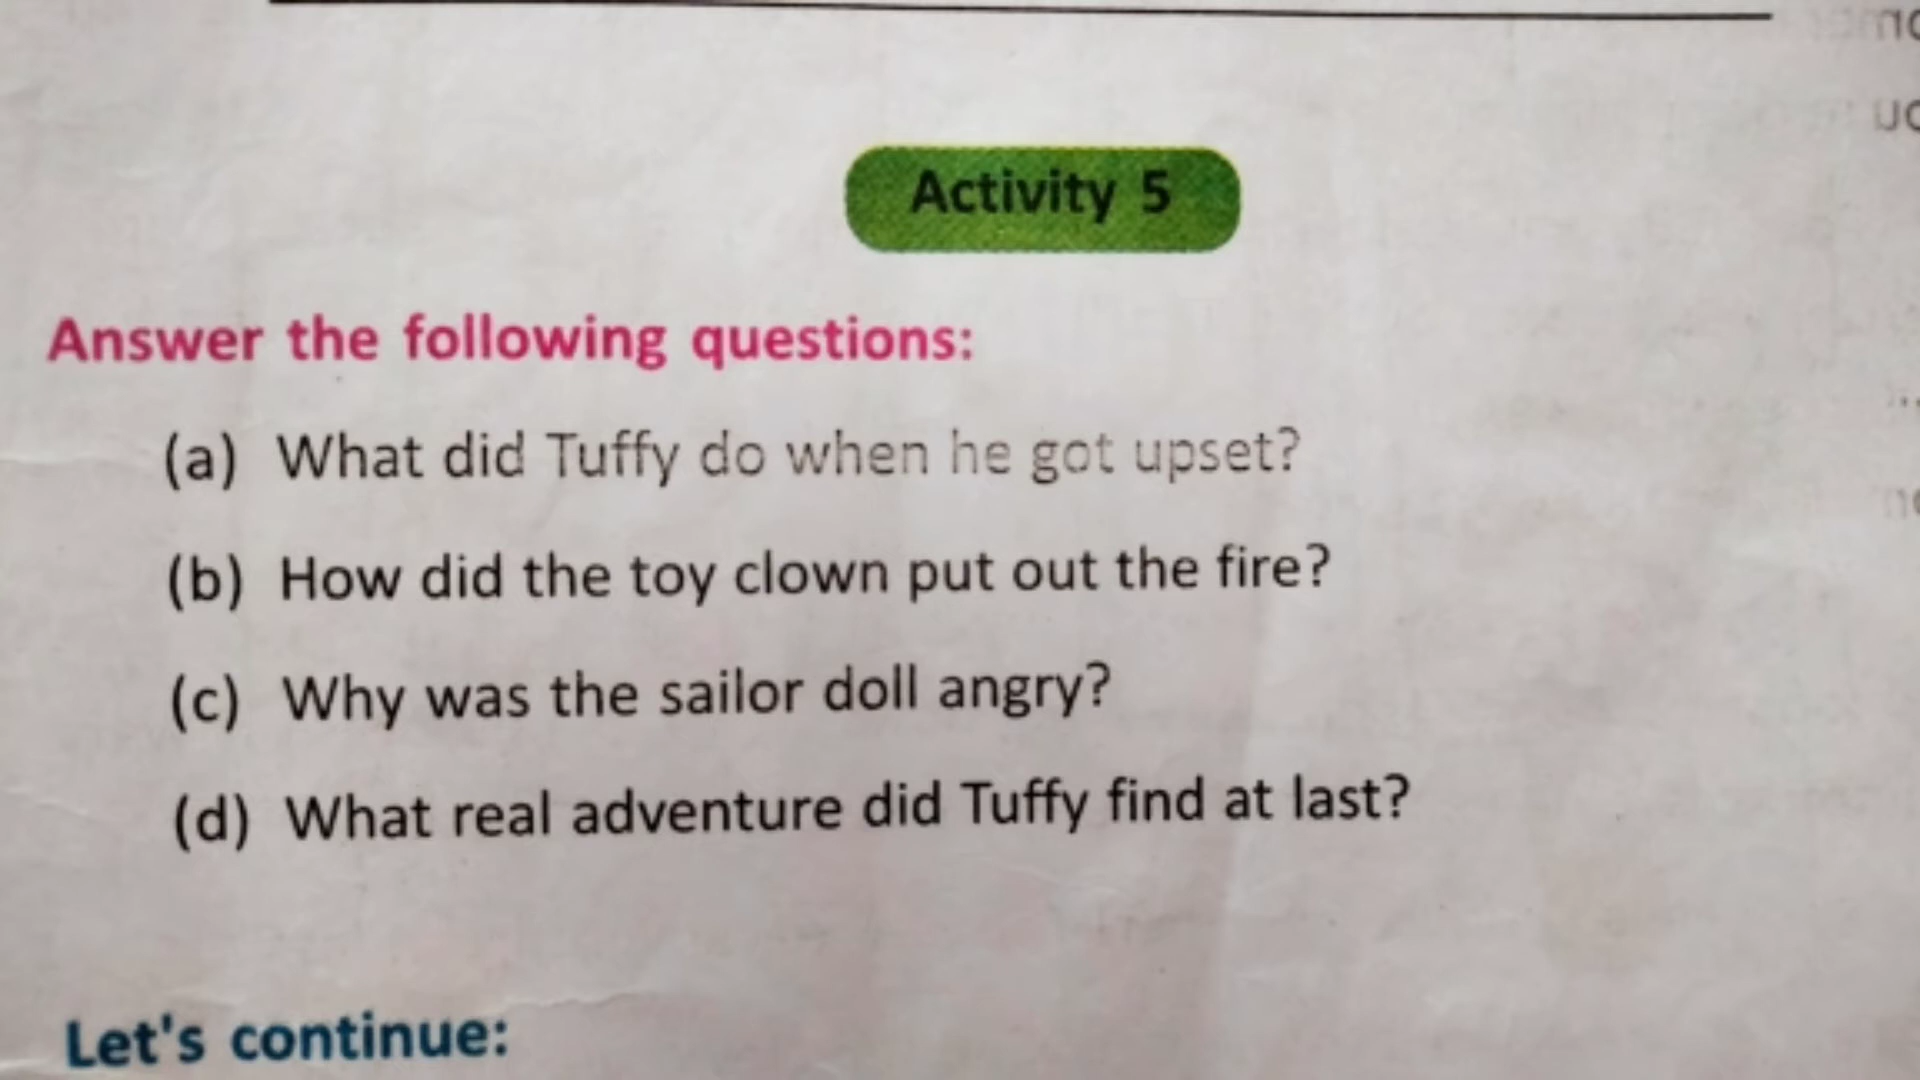 Activity 5
Answer the following questions:
(a) What did Tuffy do when he got upset?
(b) How did the toy clown put out the fire?
(c) Why was the sailor doll angry?
(d) What real adventure did Tuffy find at last?
Let's continue: